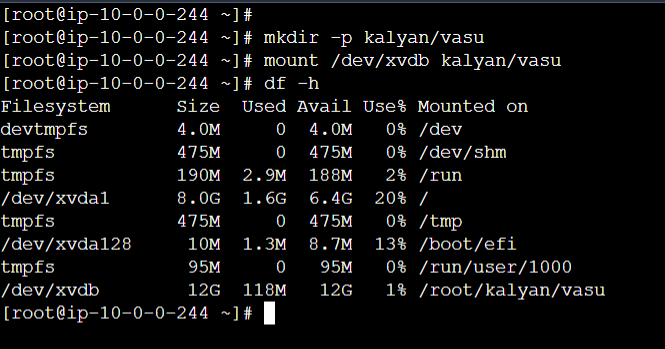 [root@ip-10-0-0-244 ~]#
[root@ip-10-0-0-244 ~]# mkdir -p kalyan/vasu
[root@ip-10-0-0-244 ~]# mount /dev/xvdb kalyan/vasu
[root@ip-10-0-0-244 ~]# df -h
Filesystem      Size  Used Avail Use% Mounted on
devtmpfs        4.0M     0  4.0M   0% /dev
tmpfs           475M     0  475M   0% /dev/shm
tmpfs           190M  2.9M  188M   2% /run
/dev/xvda1      8.0G  1.6G  6.4G  20% /
tmpfs           475M     0  475M   0% /tmp
/dev/xvda128     10M  1.3M  8.7M  13% /boot/efi
tmpfs            95M     0   95M   0% /run/user/1000
/dev/xvdb        12G  118M   12G   1% /root/kalyan/vasu
[root@ip-10-0-0-244 ~]#